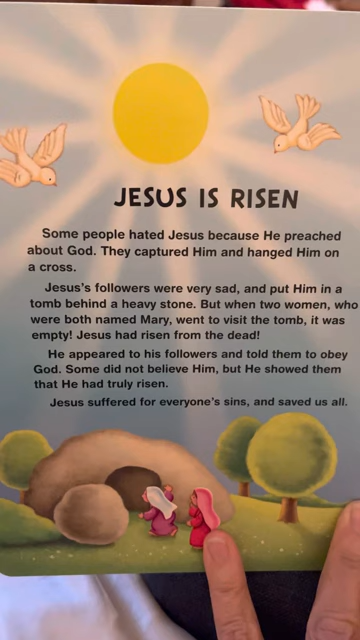 JESUS IS RISEN
Some people hated Jesus because He preached
about God. They captured Him and hanged Him on
a cross.
Jesus's followers were very sad, and put Him in a
tomb behind a heavy stone. But when two women, who
were both named Mary, went to visit the tomb, it was
empty! Jesus had risen from the dead!
He appeared to his followers and told them to obey
God. Some did not believe Him, but He showed them
that He had truly risen.
Jesus suffered for everyone's sins, and saved us all.